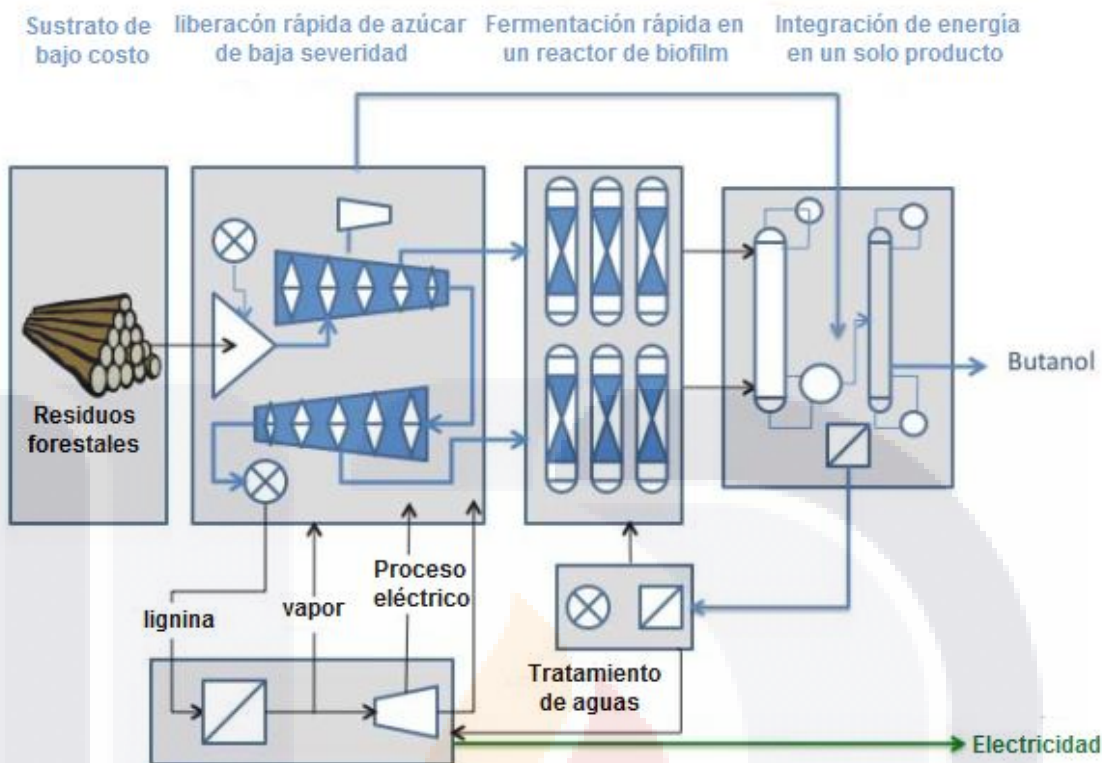 Sustrato de
bajo costo
liberacón rápida de azúcar
de baja severidad
Fermentación rápida en
un reactor de biofilm
Integración de energía
en un solo producto
Residuos
forestales
Butanol
lignina
vapor
Proceso
eléctrico
Tratamiento
de aguas
Electricidad